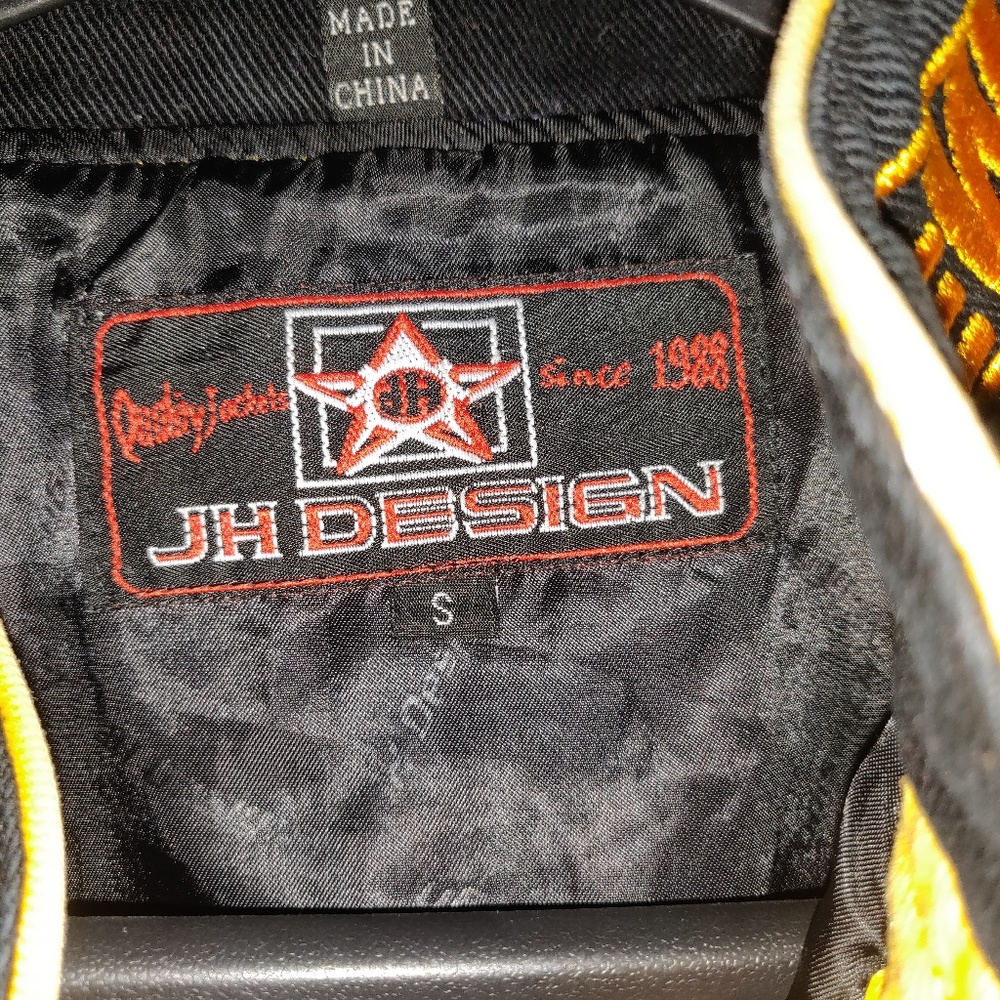 MADE
IN
CHINA
Quality jackets since 1988
JH
JH DESIGN
S